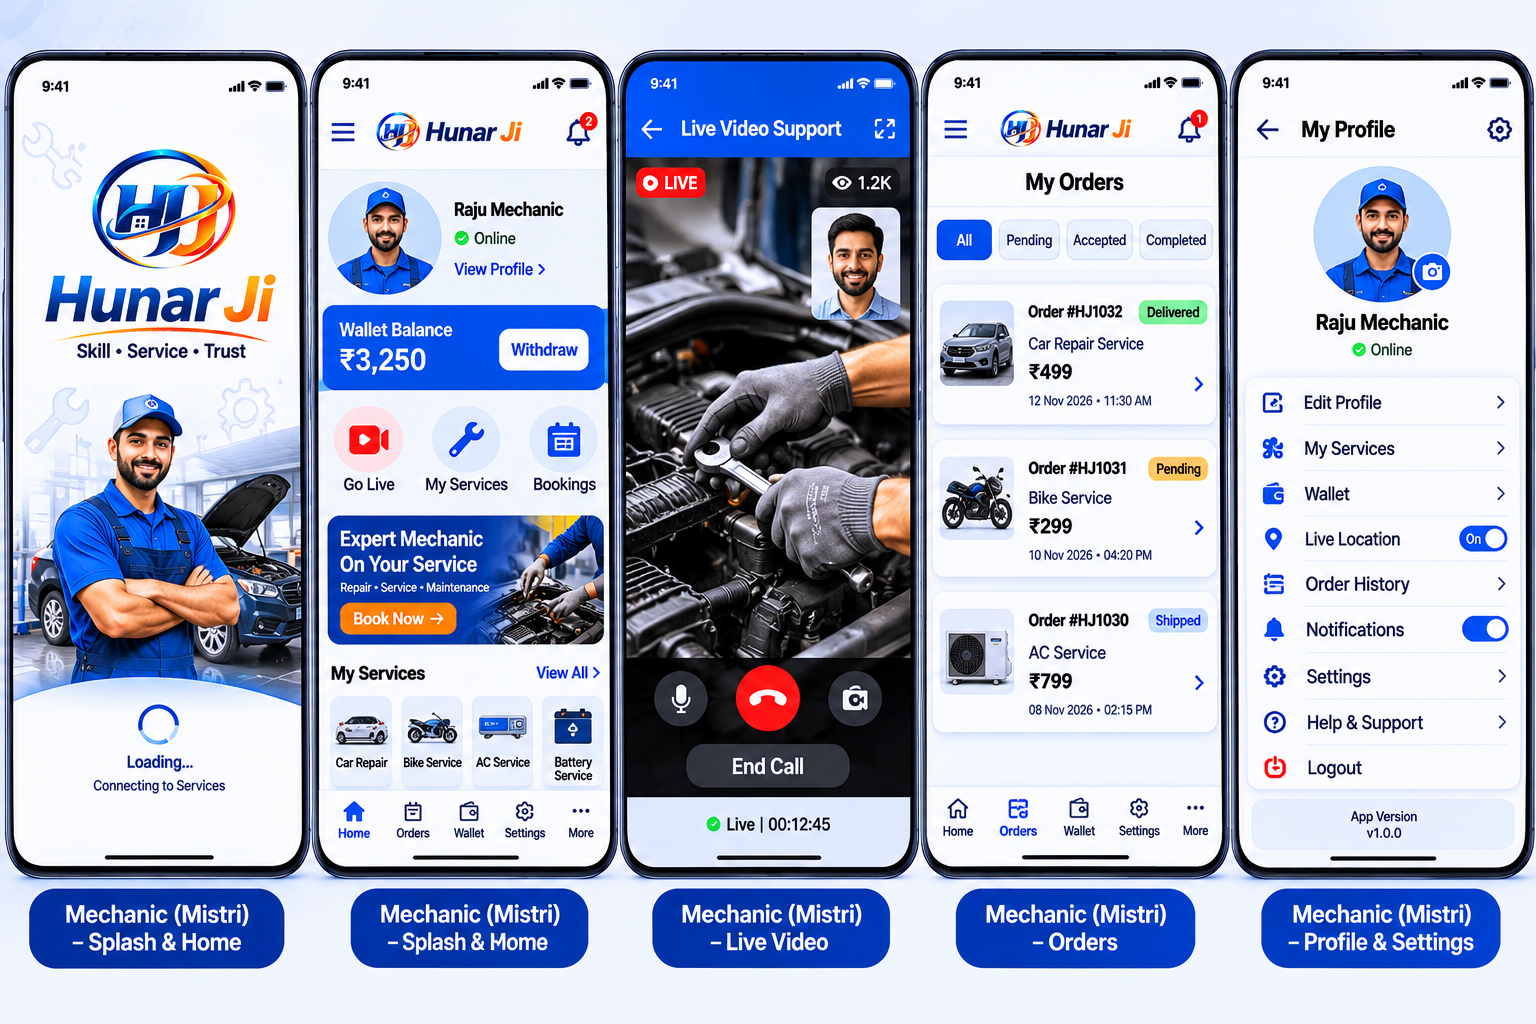 9:41
HJ
Hunar Ji
Skill • Service • Trust
Loading...
Connecting to Services
Mechanic (Mistri)
– Splash & Home
9:41
HJ Hunar Ji
2
Raju Mechanic
Online
View Profile >
Wallet Balance
₹3,250
Withdraw
Go Live
My Services
Bookings
Expert Mechanic
On Your Service
Repair • Service • Maintenance
Book Now →
My Services
View All >
Car Repair
Bike Service
AC Service
Battery
Service
Home
Orders
Wallet
Settings
More
Mechanic (Mistri)
– Splash & Home
9:41
Live Video Support
LIVE
1.2K
End Call
Live | 00:12:45
Mechanic (Mistri)
– Live Video
9:41
HJ Hunar Ji
1
My Orders
All
Pending
Accepted
Completed
Order #HJ1032
Delivered
Car Repair Service
₹499
12 Nov 2026 • 11:30 AM
Order #HJ1031
Pending
Bike Service
₹299
10 Nov 2026 • 04:20 PM
Order #HJ1030
Shipped
AC Service
₹799
08 Nov 2026 • 02:15 PM
Home
Orders
Wallet
Settings
More
Mechanic (Mistri)
– Orders
9:41
My Profile
Raju Mechanic
Online
Edit Profile
My Services
Wallet
Live Location
On
Order History
Notifications
Settings
Help & Support
Logout
App Version
v1.0.0
Mechanic (Mistri)
– Profile & Settings